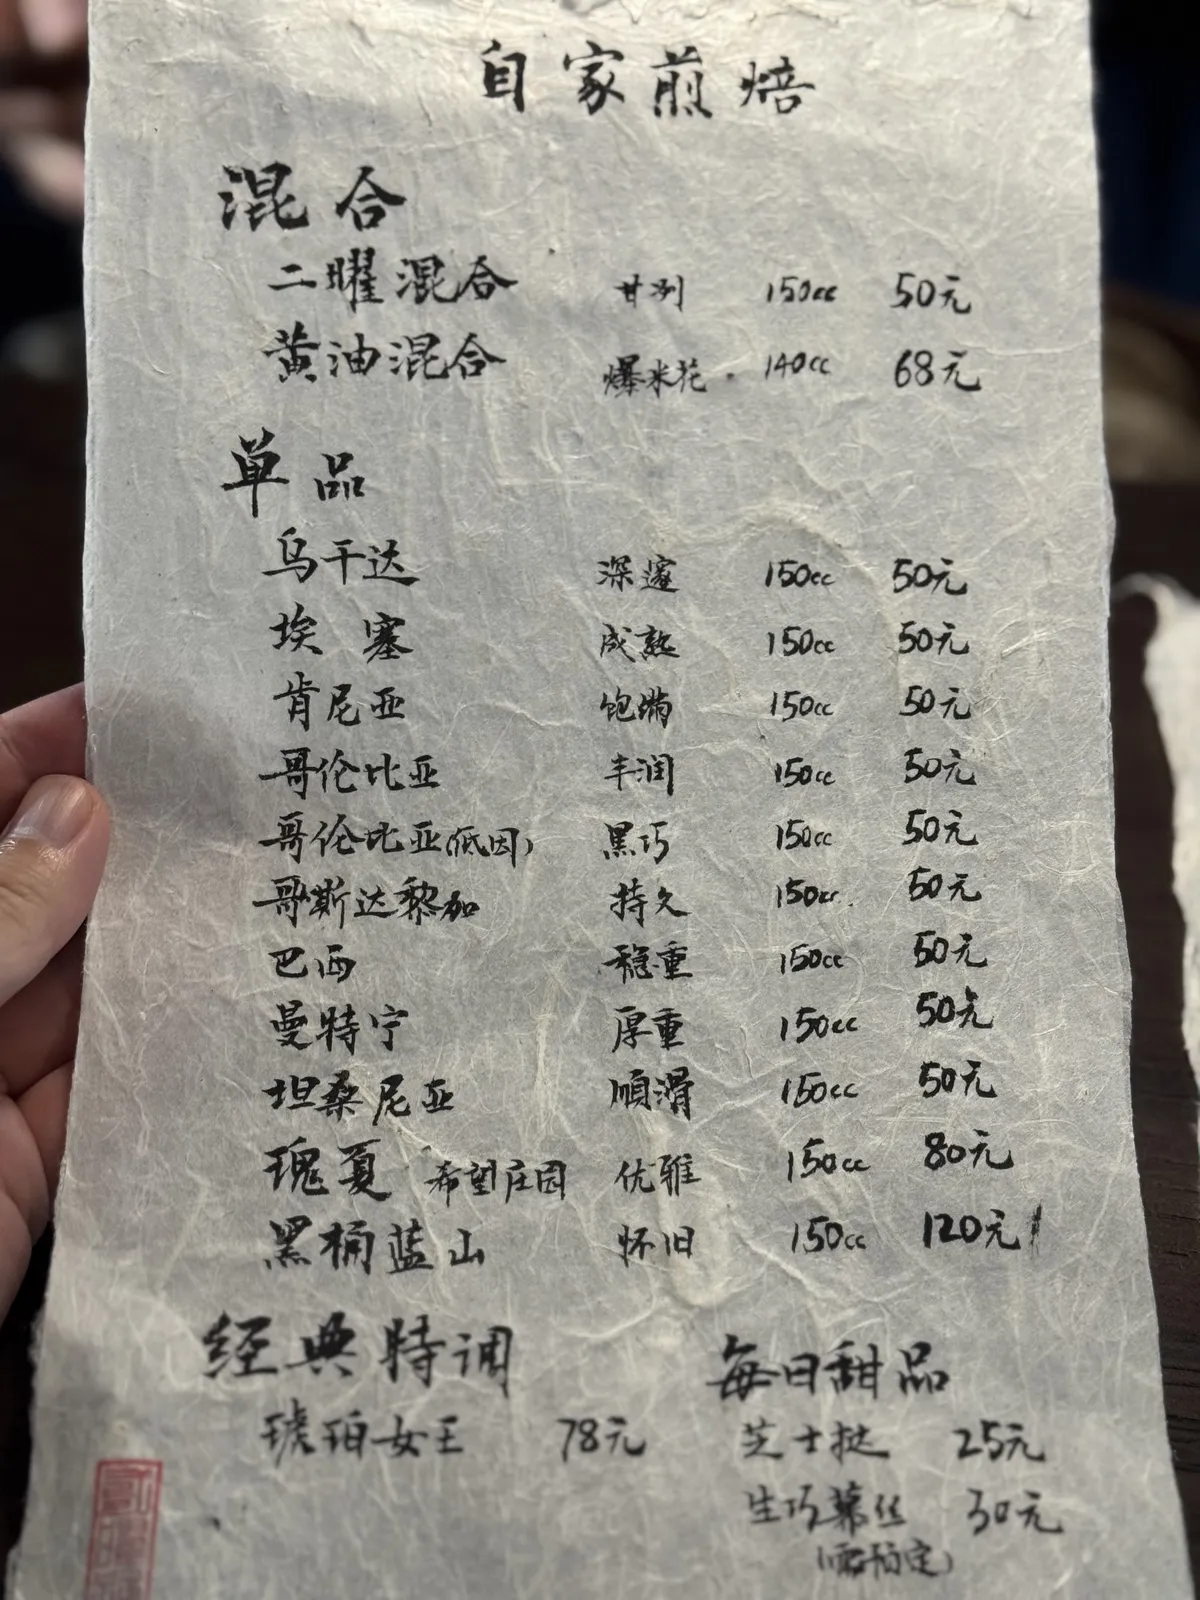 自家煎焙
混合
二曜混合 甘冽 150cc 50元
黄油混合 爆米花 140cc 68元
单品
乌干达 深邃 150cc 50元
埃塞 成熟 150cc 50元
肯尼亚 饱满 150cc 50元
哥伦比亚 丰润 150cc 50元
哥伦比亚(低因) 黑巧 150cc 50元
哥斯达黎加 持久 150cc 50元
巴西 稳重 150cc 50元
曼特宁 厚重 150cc 50元
坦桑尼亚 顺滑 150cc 50元
瑰夏 希望庄园 优雅 150cc 80元
黑桶蓝山 怀旧 150cc 120元
经典特调
琥珀女王 78元
每日甜品
芝士挞 25元
生巧慕丝 30元
(需预定)